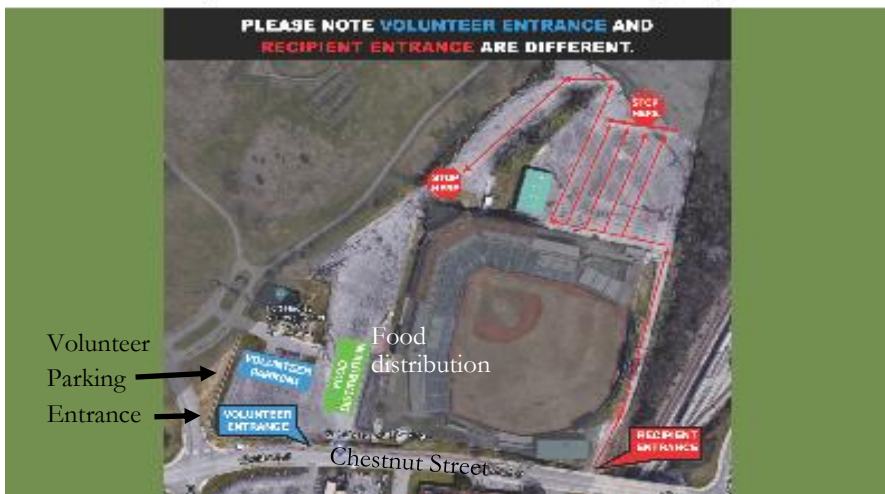 PLEASE NOTE VOLUNTEER ENTRANCE AND
RECIPIENT ENTRANCE ARE DIFFERENT.
STOP
HERE
STOP
HERE
Food
distribution
Volunteer
Parking
Entrance
VOLUNTEER
PARKING
FOOD
DISTRIBUTION
VOLUNTEER
ENTRANCE
RECIPIENT
ENTRANCE
Chestnut Street